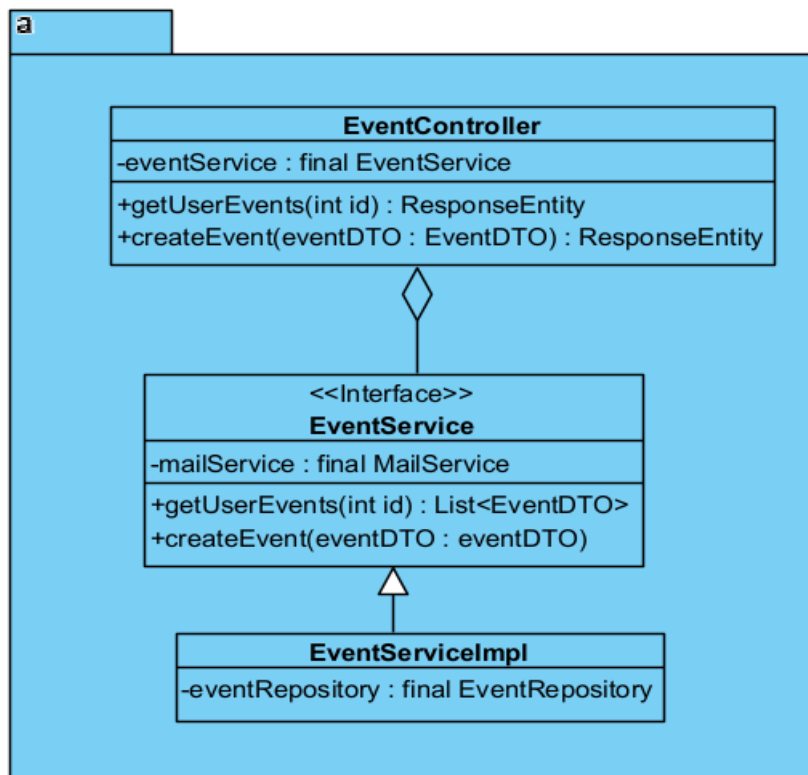 a
EventController
-eventService : final EventService
+getUserEvents(int id) : ResponseEntity
+createEvent(eventDTO : EventDTO) : ResponseEntity
<<Interface>>
EventService
-mailService : final MailService
+getUserEvents(int id) : List<EventDTO>
+createEvent(eventDTO : eventDTO)
EventServiceImpl
-eventRepository : final EventRepository